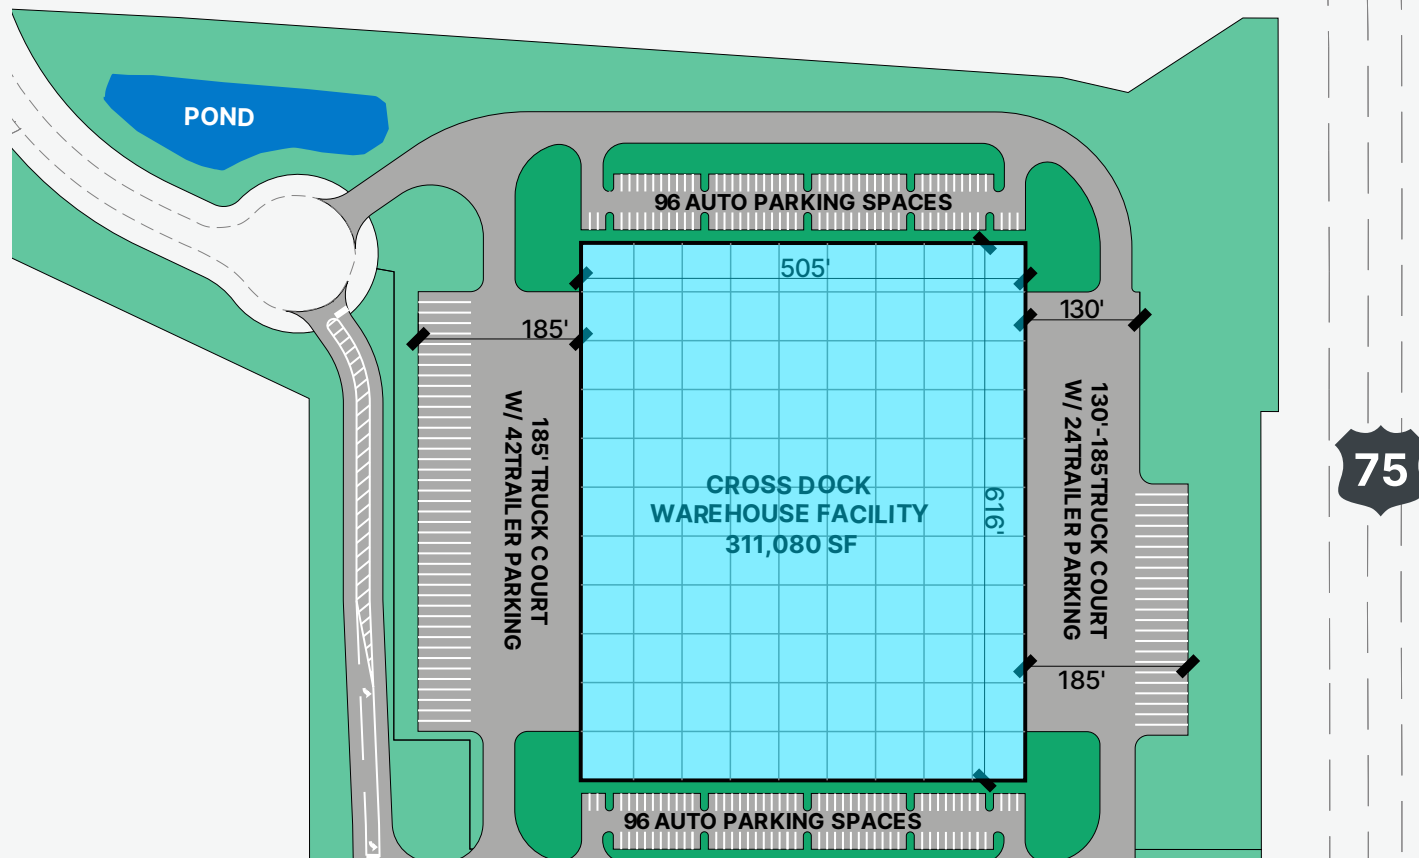 POND
96 AUTO PARKING SPACES
505'
185'
130'
185' TRUCK COURT
W/ 42TRAILER PARKING
CROSS DOCK
WAREHOUSE FACILITY
311,080 SF
616'
130'-185'TRUCK COURT
W/ 24TRAILER PARKING
75
185'
96 AUTO PARKING SPACES